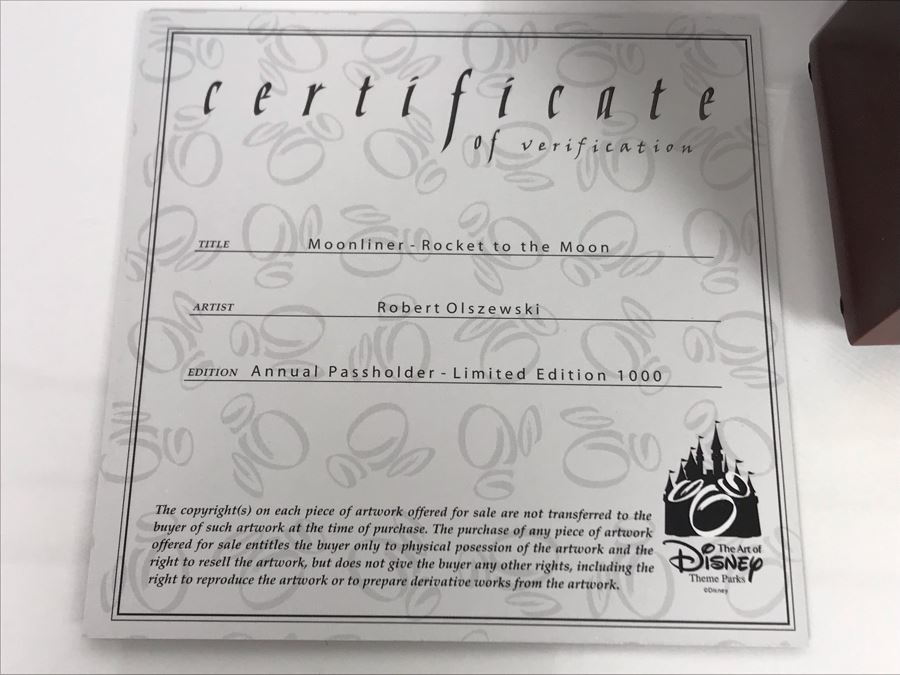 certificate
of verification
TITLE Moonliner - Rocket to the Moon
ARTIST Robert Olszewski
EDITION Annual Passholder - Limited Edition 1000
The copyright(s) on each piece of artwork offered for sale are not transferred to the
buyer of such artwork at the time of purchase. The purchase of any piece of artwork
offered for sale entitles the buyer only to physical posession of the artwork and the
right to resell the artwork, but does not give the buyer any other rights, including the
right to reproduce the artwork or to prepare derivative works from the artwork.
The Art of
Disney
Theme Parks
©Disney